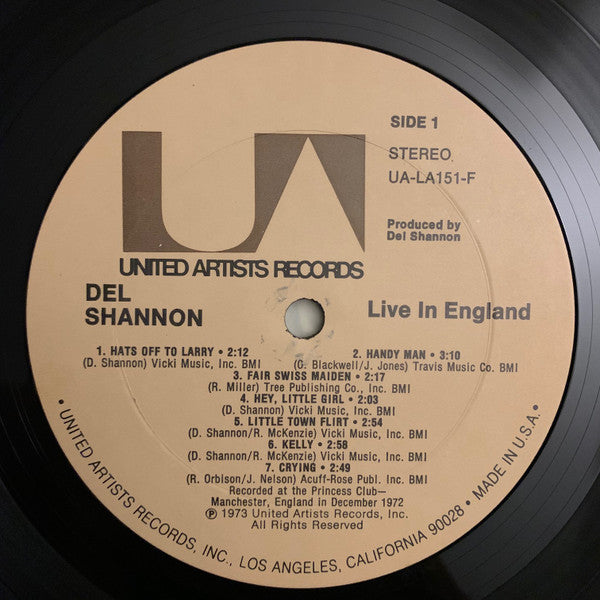 UA
SIDE 1
STEREO
UA-LA151-F
Produced by
Del Shannon
UNITED ARTISTS RECORDS
DEL
SHANNON
Live In England
1. HATS OFF TO LARRY • 2:12
(D. Shannon) Vicki Music, Inc. BMI
2. HANDY MAN • 3:10
(G. Blackwell/J. Jones) Travis Music Co. BMI
3. FAIR SWISS MAIDEN • 2:17
(R. Miller) Tree Publishing Co., Inc. BMI
4. HEY, LITTLE GIRL • 2:03
(D. Shannon) Vicki Music, Inc. BMI
5. LITTLE TOWN FLIRT • 2:54
(D. Shannon/R. McKenzie) Vicki Music, Inc. BMI
6. KELLY • 2:58
(D. Shannon/R. McKenzie) Vicki Music, Inc. BMI
7. CRYING • 2:49
(R. Orbison/J. Nelson) Acuff-Rose Publ. Inc. BMI
Recorded at the Princess Club—
Manchester, England in December 1972
℗ 1973 United Artists Records, Inc.
All Rights Reserved
• UNITED ARTISTS RECORDS, INC., LOS ANGELES, CALIFORNIA 90028 • MADE IN U.S.A. •